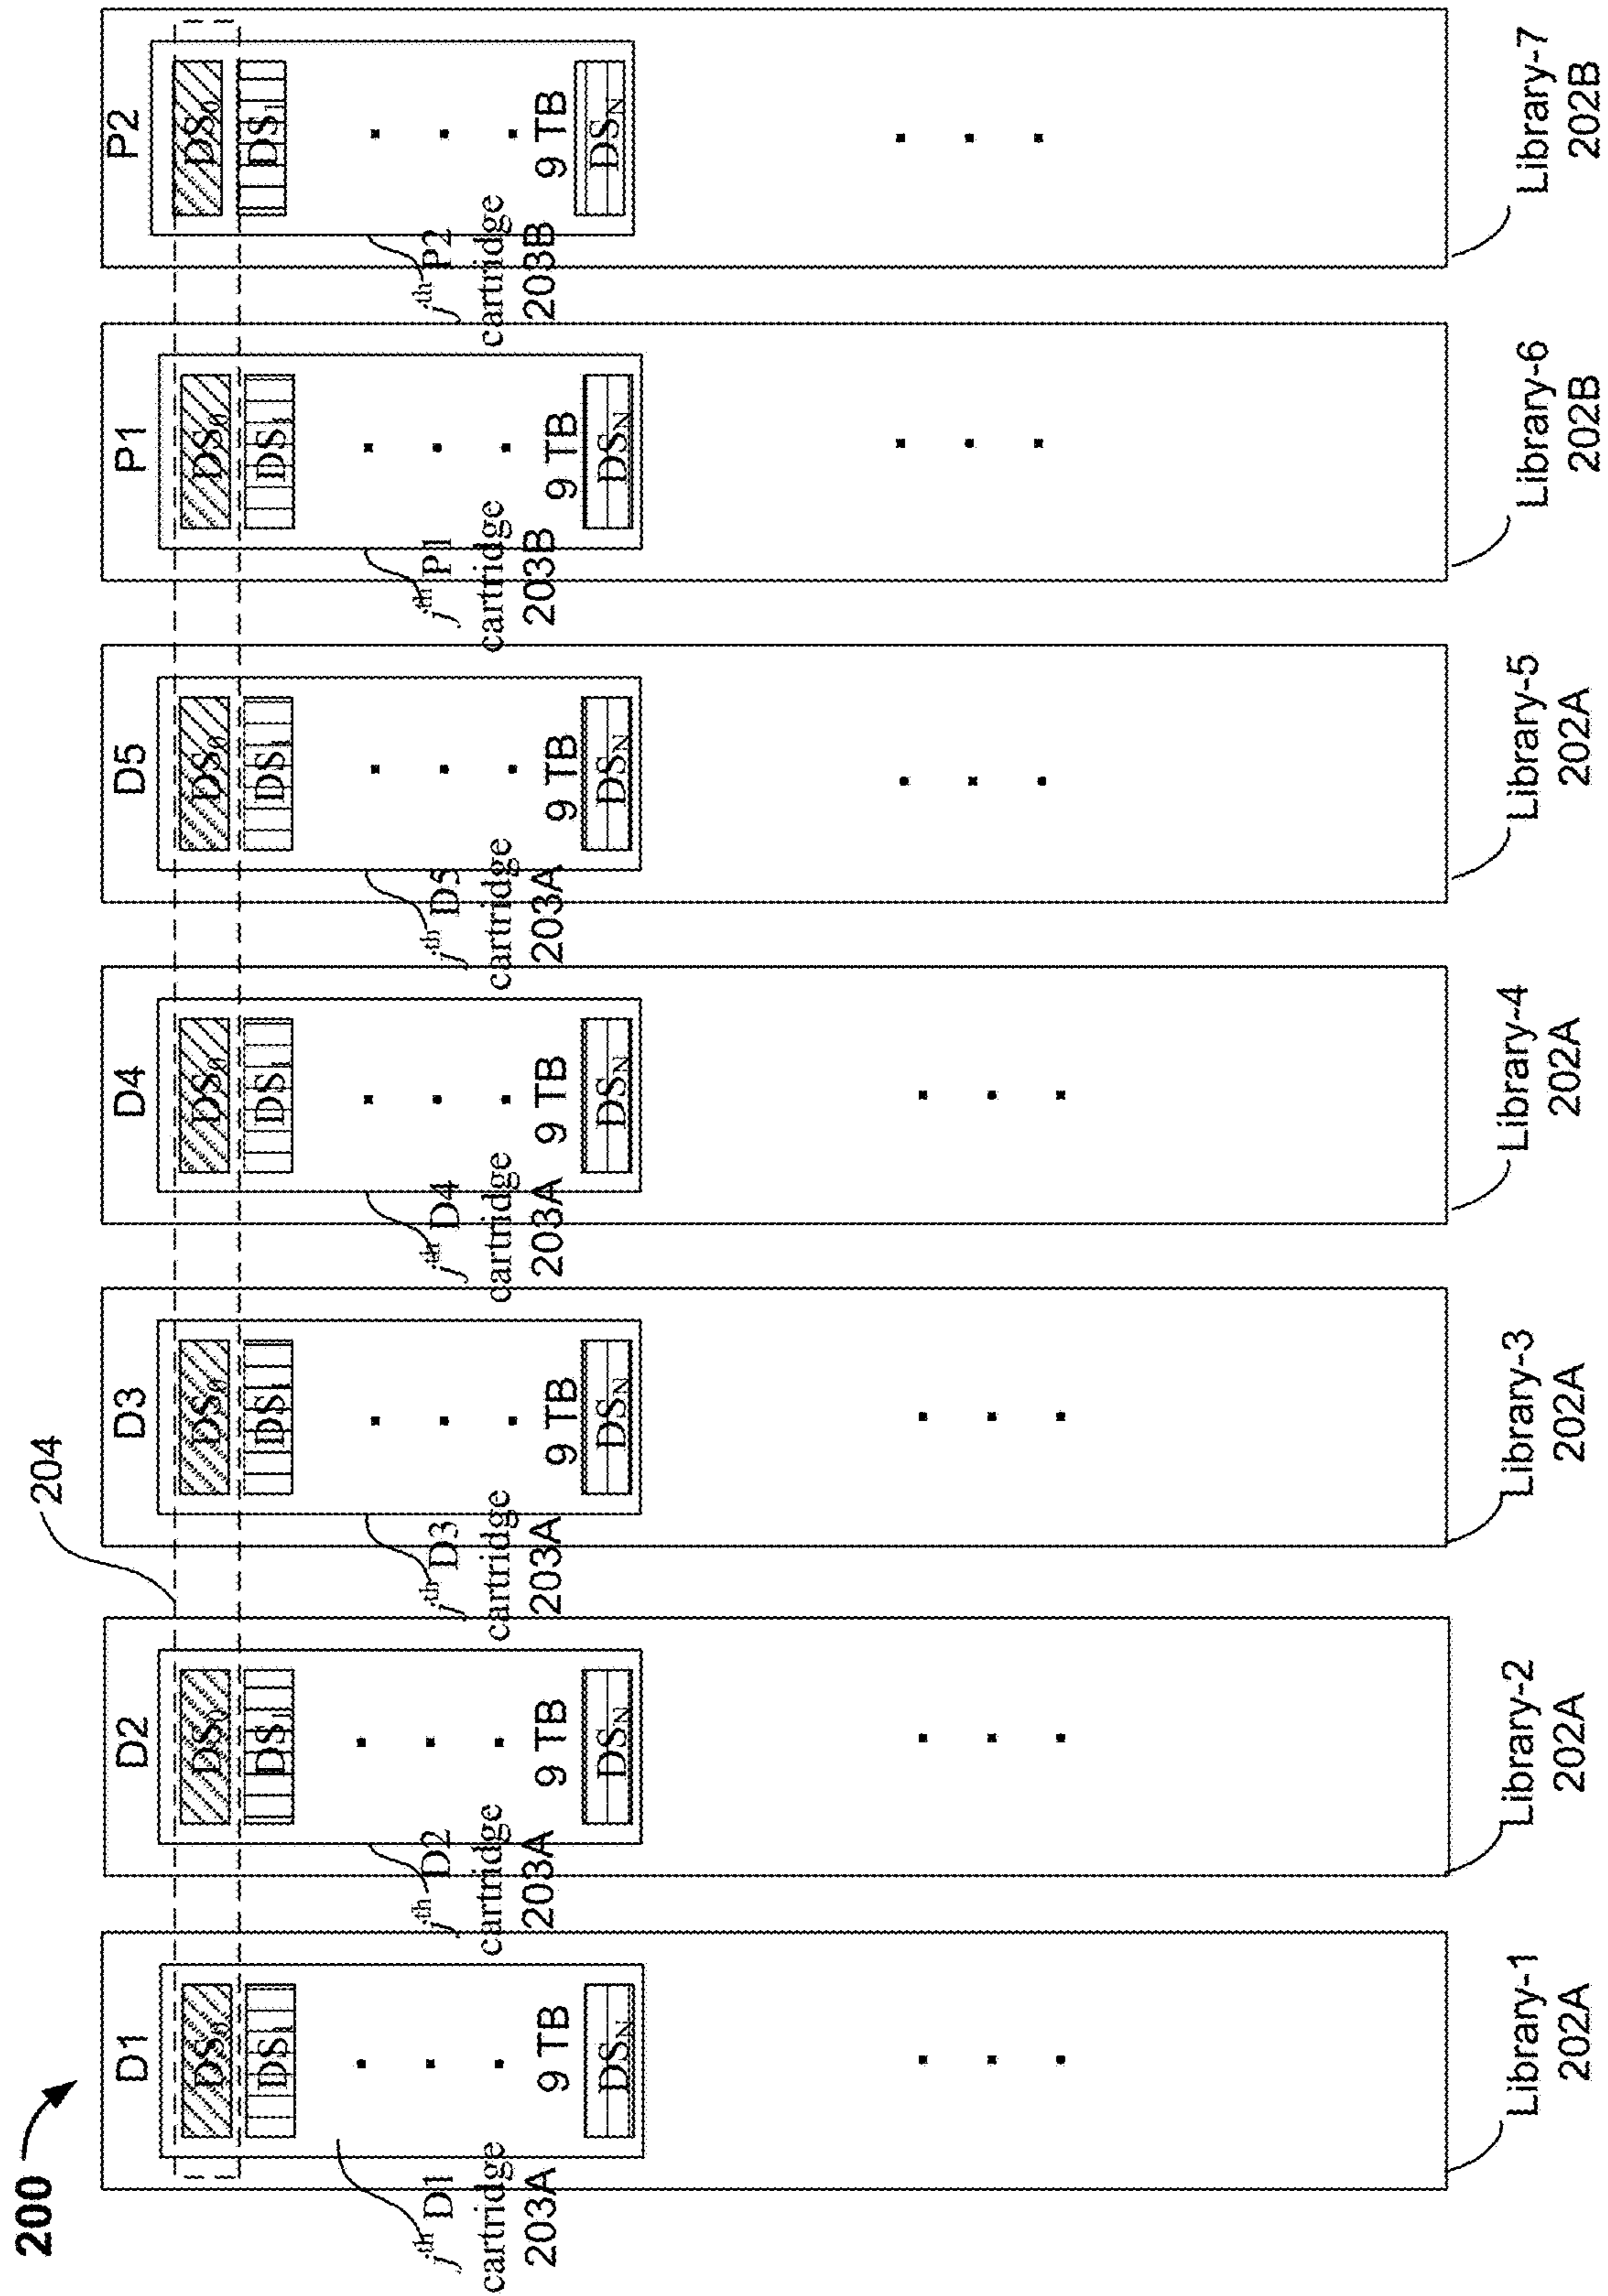 200
204
D1
DS0
DS1
9 TB
DSN
jth D1
cartridge
203A
Library-1
202A
D2
DS0
DS1
9 TB
DSN
jth D2
cartridge
203A
Library-2
202A
D3
DS0
DS1
9 TB
DSN
jth D3
cartridge
203A
Library-3
202A
D4
DS0
DS1
9 TB
DSN
jth D4
cartridge
203A
Library-4
202A
D5
DS0
DS1
9 TB
DSN
jth D5
cartridge
203A
Library-5
202A
P1
DS0
DS1
9 TB
DSN
jth P1
cartridge
203B
Library-6
202B
P2
DS0
DS1
9 TB
DSN
jth P2
cartridge
203B
Library-7
202B